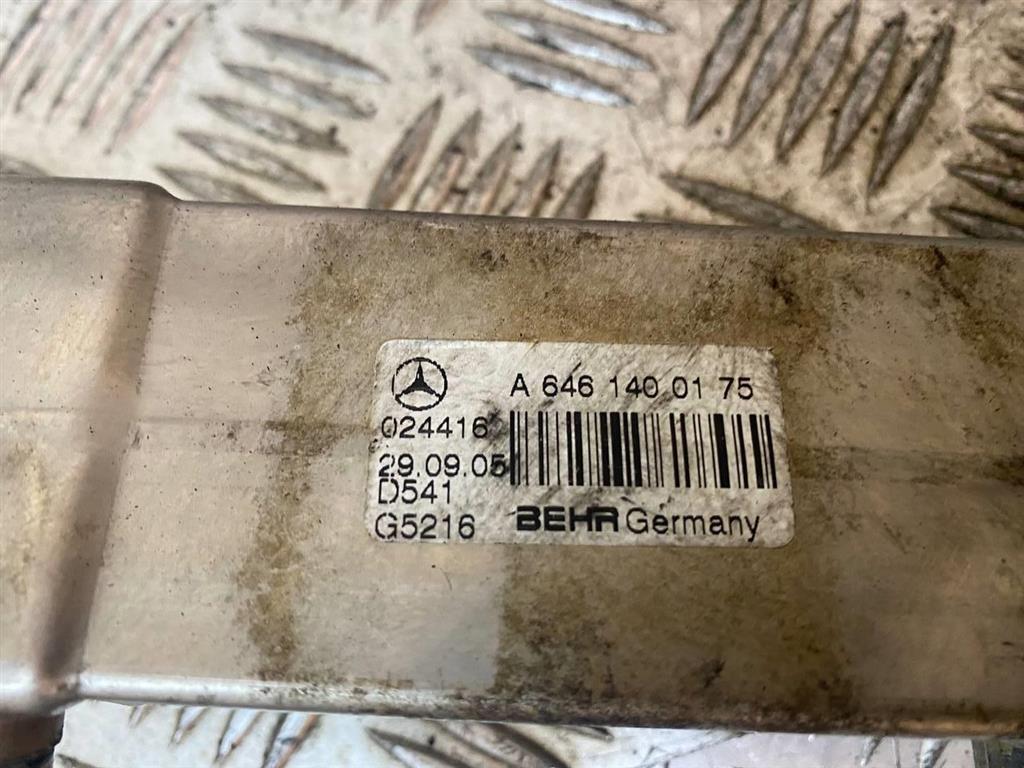 A 646 140 01 75
024416
29.09.05
D541
G5216
BEHR Germany